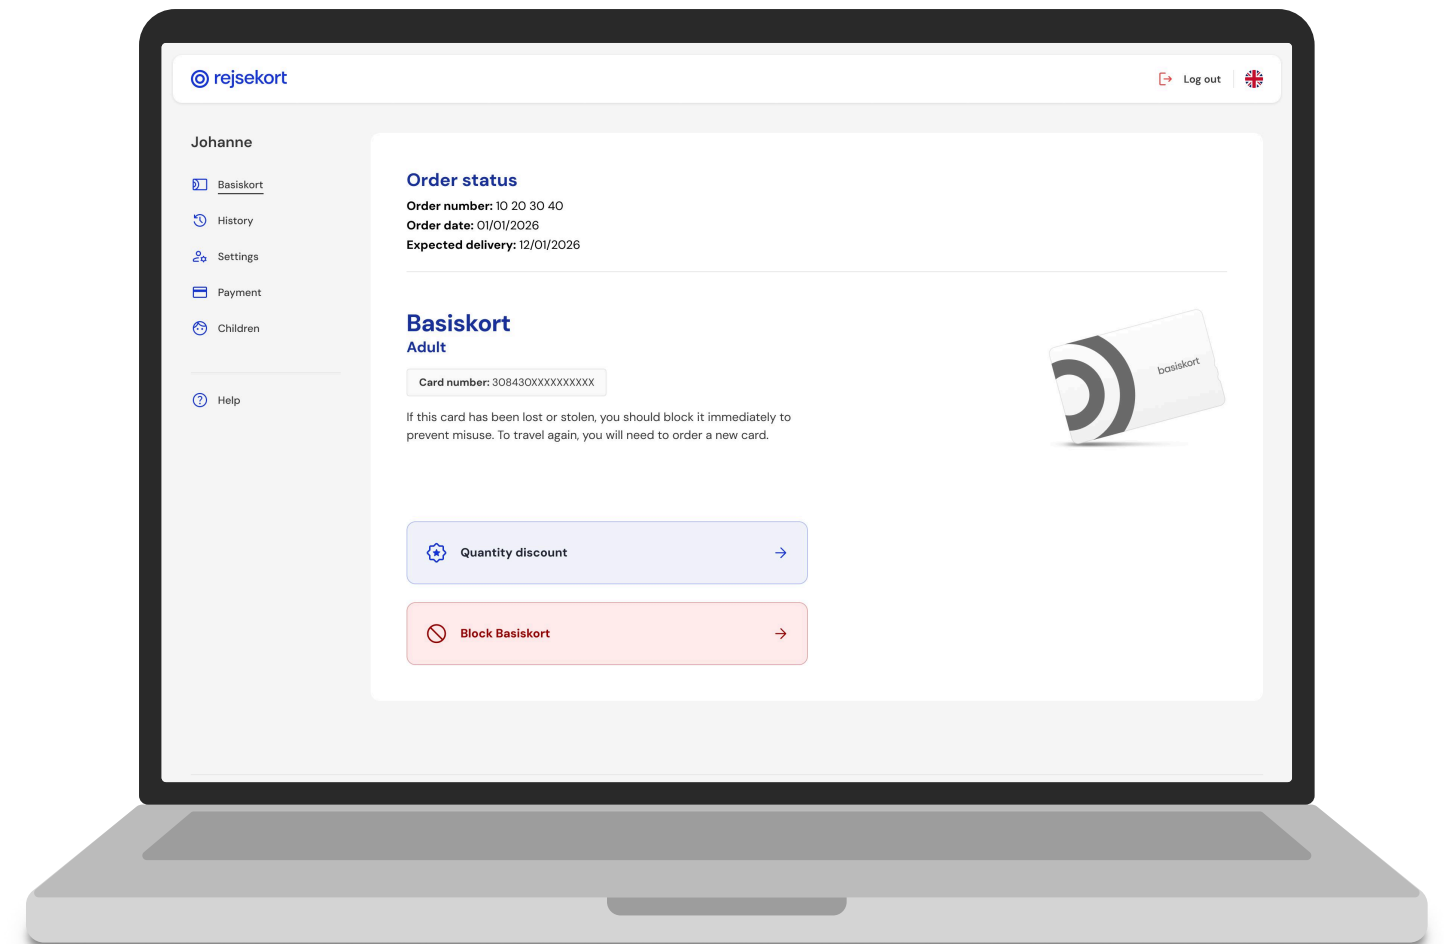 rejsekort
Log out
Johanne
Basiskort
History
Settings
Payment
Children
Help
Order status
Order number: 10 20 30 40
Order date: 01/01/2026
Expected delivery: 12/01/2026
Basiskort
Adult
Card number: 308430XXXXXXXXXX
If this card has been lost or stolen, you should block it immediately to
prevent misuse. To travel again, you will need to order a new card.
basiskort
Quantity discount
Block Basiskort